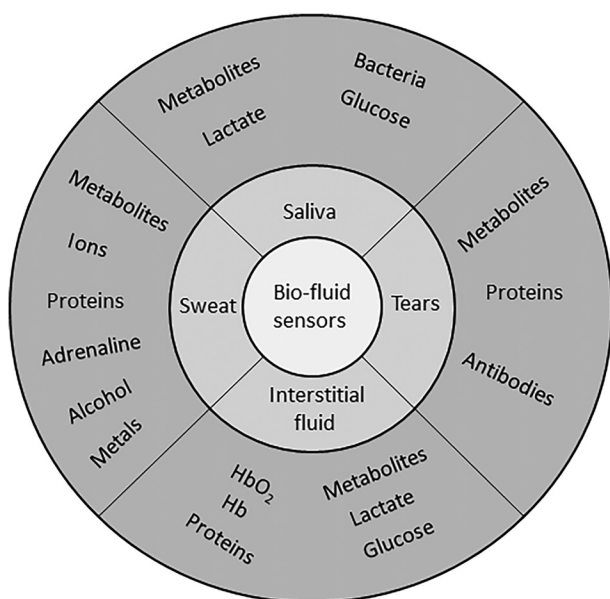 Metabolites
Lactate
Bacteria
Glucose
Saliva
Metabolites
Ions
Proteins
Adrenaline
Alcohol
Metals
Sweat
Bio-fluid
sensors
Tears
Metabolites
Proteins
Antibodies
Interstitial
fluid
HbO₂
Hb
Proteins
Metabolites
Lactate
Glucose